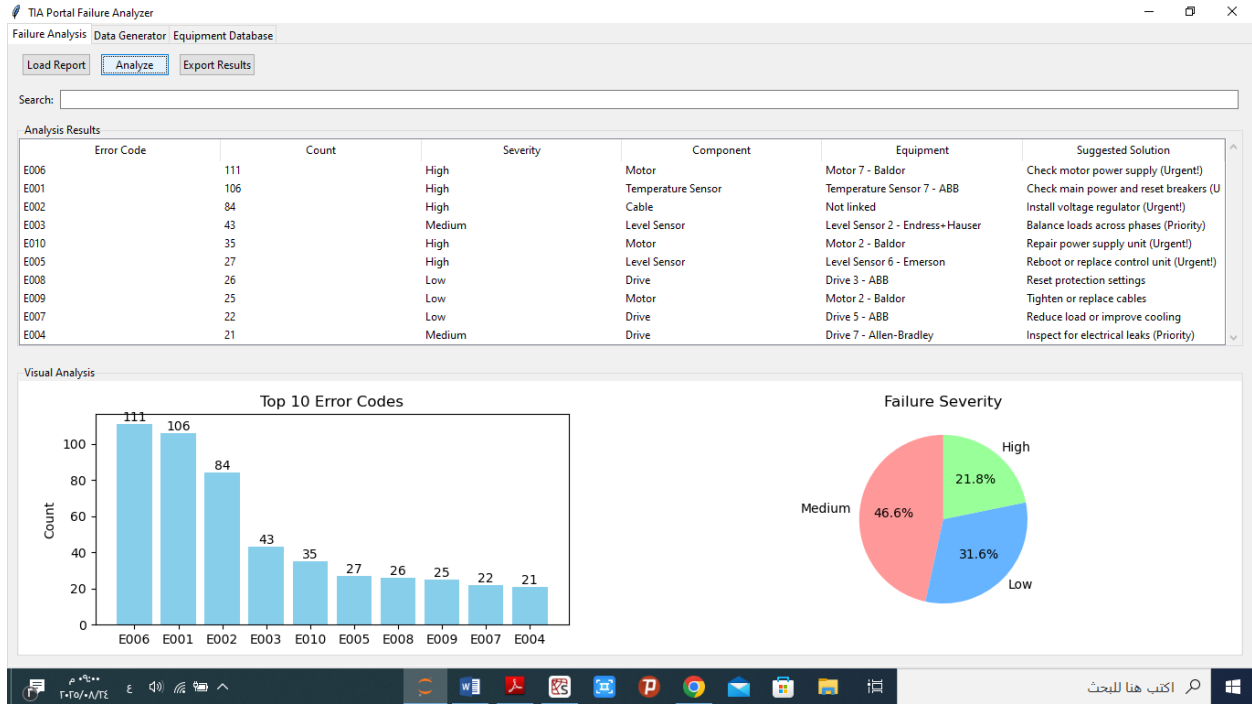 TIA Portal Failure Analyzer
Failure Analysis Data Generator Equipment Database
Load Report Analyze Export Results
Search:
Analysis Results
Error Code Count Severity Component Equipment Suggested Solution
E006 111 High Motor Motor 7 - Baldor Check motor power supply (Urgent!)
E001 106 High Temperature Sensor Temperature Sensor 7 - ABB Check main power and reset breakers (U
E002 84 High Cable Not linked Install voltage regulator (Urgent!)
E003 43 Medium Level Sensor Level Sensor 2 - Endress+Hauser Balance loads across phases (Priority)
E010 35 High Motor Motor 2 - Baldor Repair power supply unit (Urgent!)
E005 27 High Level Sensor Level Sensor 6 - Emerson Reboot or replace control unit (Urgent!)
E008 26 Low Drive Drive 3 - ABB Reset protection settings
E009 25 Low Motor Motor 2 - Baldor Tighten or replace cables
E007 22 Low Drive Drive 5 - ABB Reduce load or improve cooling
E004 21 Medium Drive Drive 7 - Allen-Bradley Inspect for electrical leaks (Priority)
Visual Analysis
Top 10 Error Codes
111
106
84
43
35
27
26
25
22
21
100
80
60
40
20
0
Count
E006 E001 E002 E003 E010 E005 E008 E009 E007 E004
Failure Severity
High
21.8%
Medium
46.6%
31.6%
Low
٠٩:٠٠ م
٢٠٢٥/٠٨/٢٤
ع
اكتب هنا للبحث